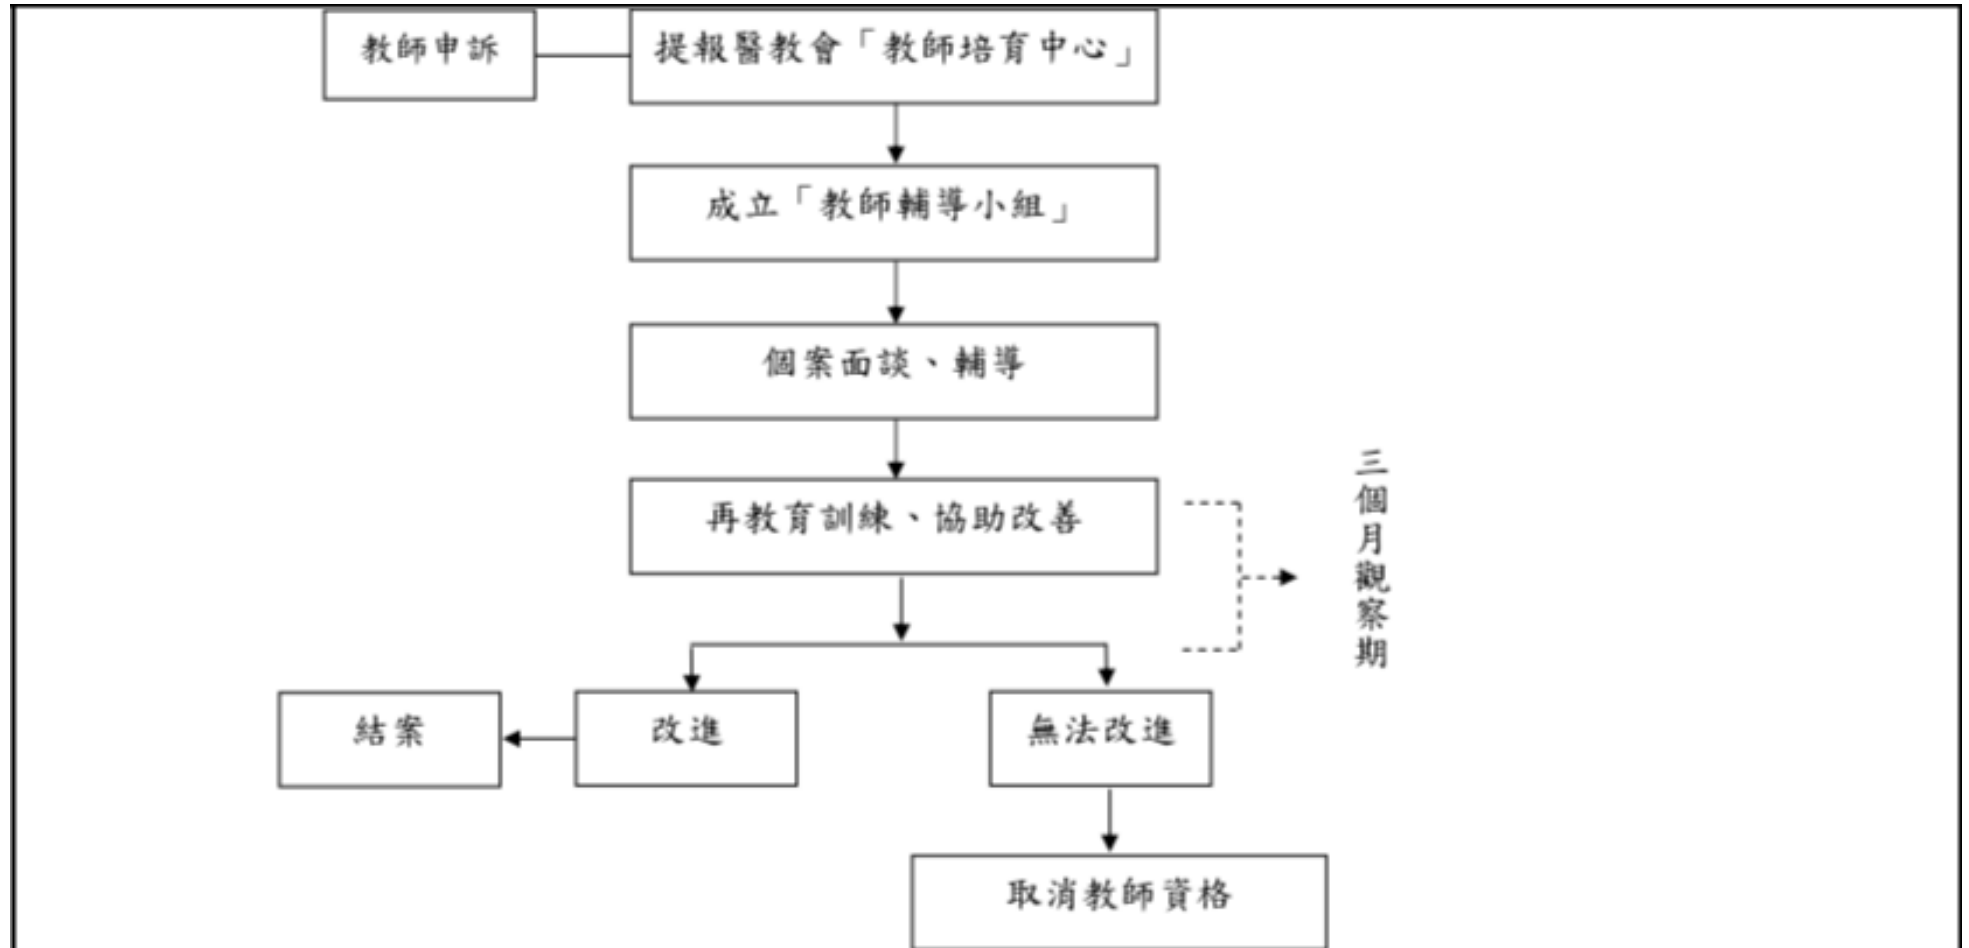 教師申訴
提報醫教會「教師培育中心」
成立「教師輔導小組」
個案面談、輔導
再教育訓練、協助改善
三個月觀察期
結案
改進
無法改進
取消教師資格